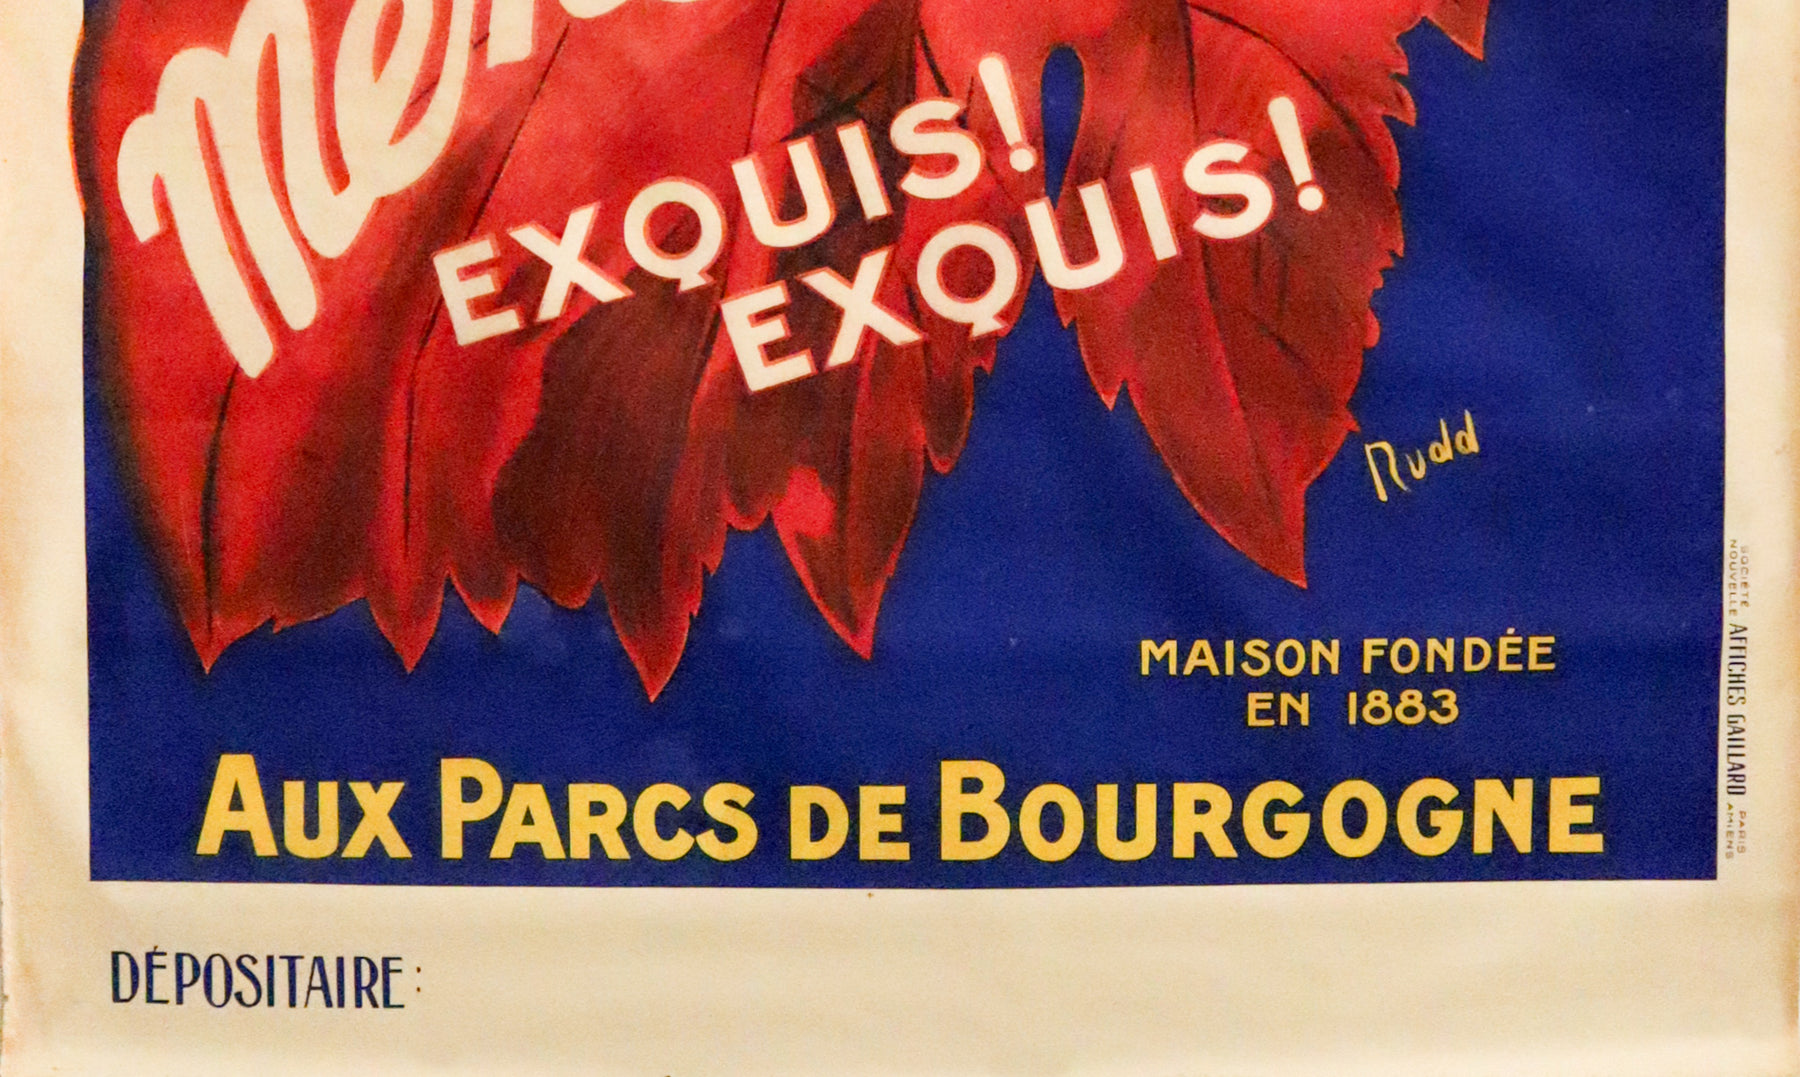 EXQUIS!
EXQUIS!
Rudd
MAISON FONDÉE
EN 1883
AUX PARCS DE BOURGOGNE
DÉPOSITAIRE:
SOCIÉTÉ
NOUVELLE AFFICHES GAILLARD PARIS
AMIENS